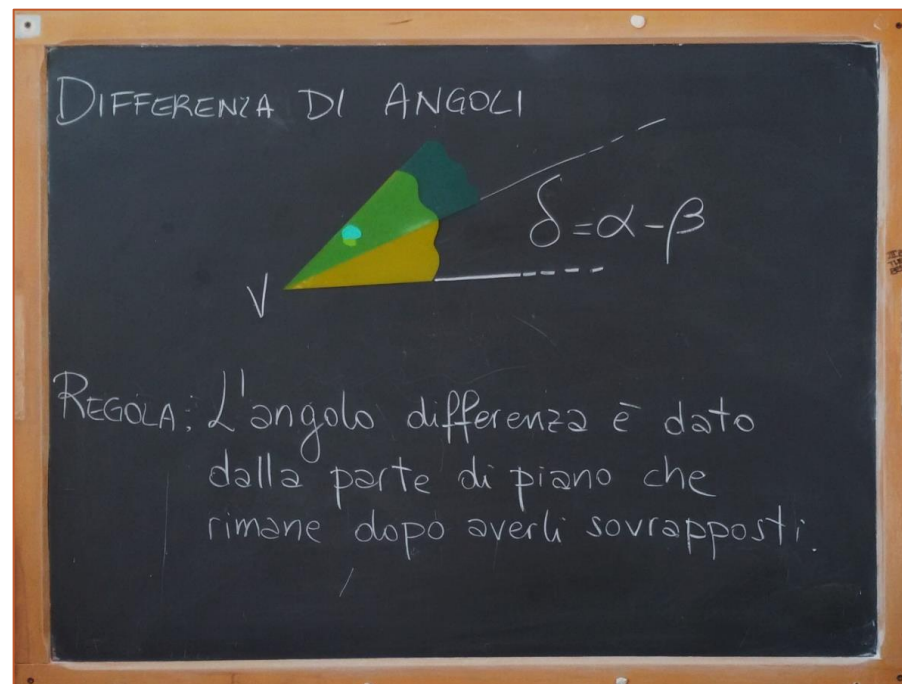 DIFFERENZA DI ANGOLI
δ = α - β
V
REGOLA: L'angolo differenza è dato
dalla parte di piano che
rimane dopo averli sovrapposti.